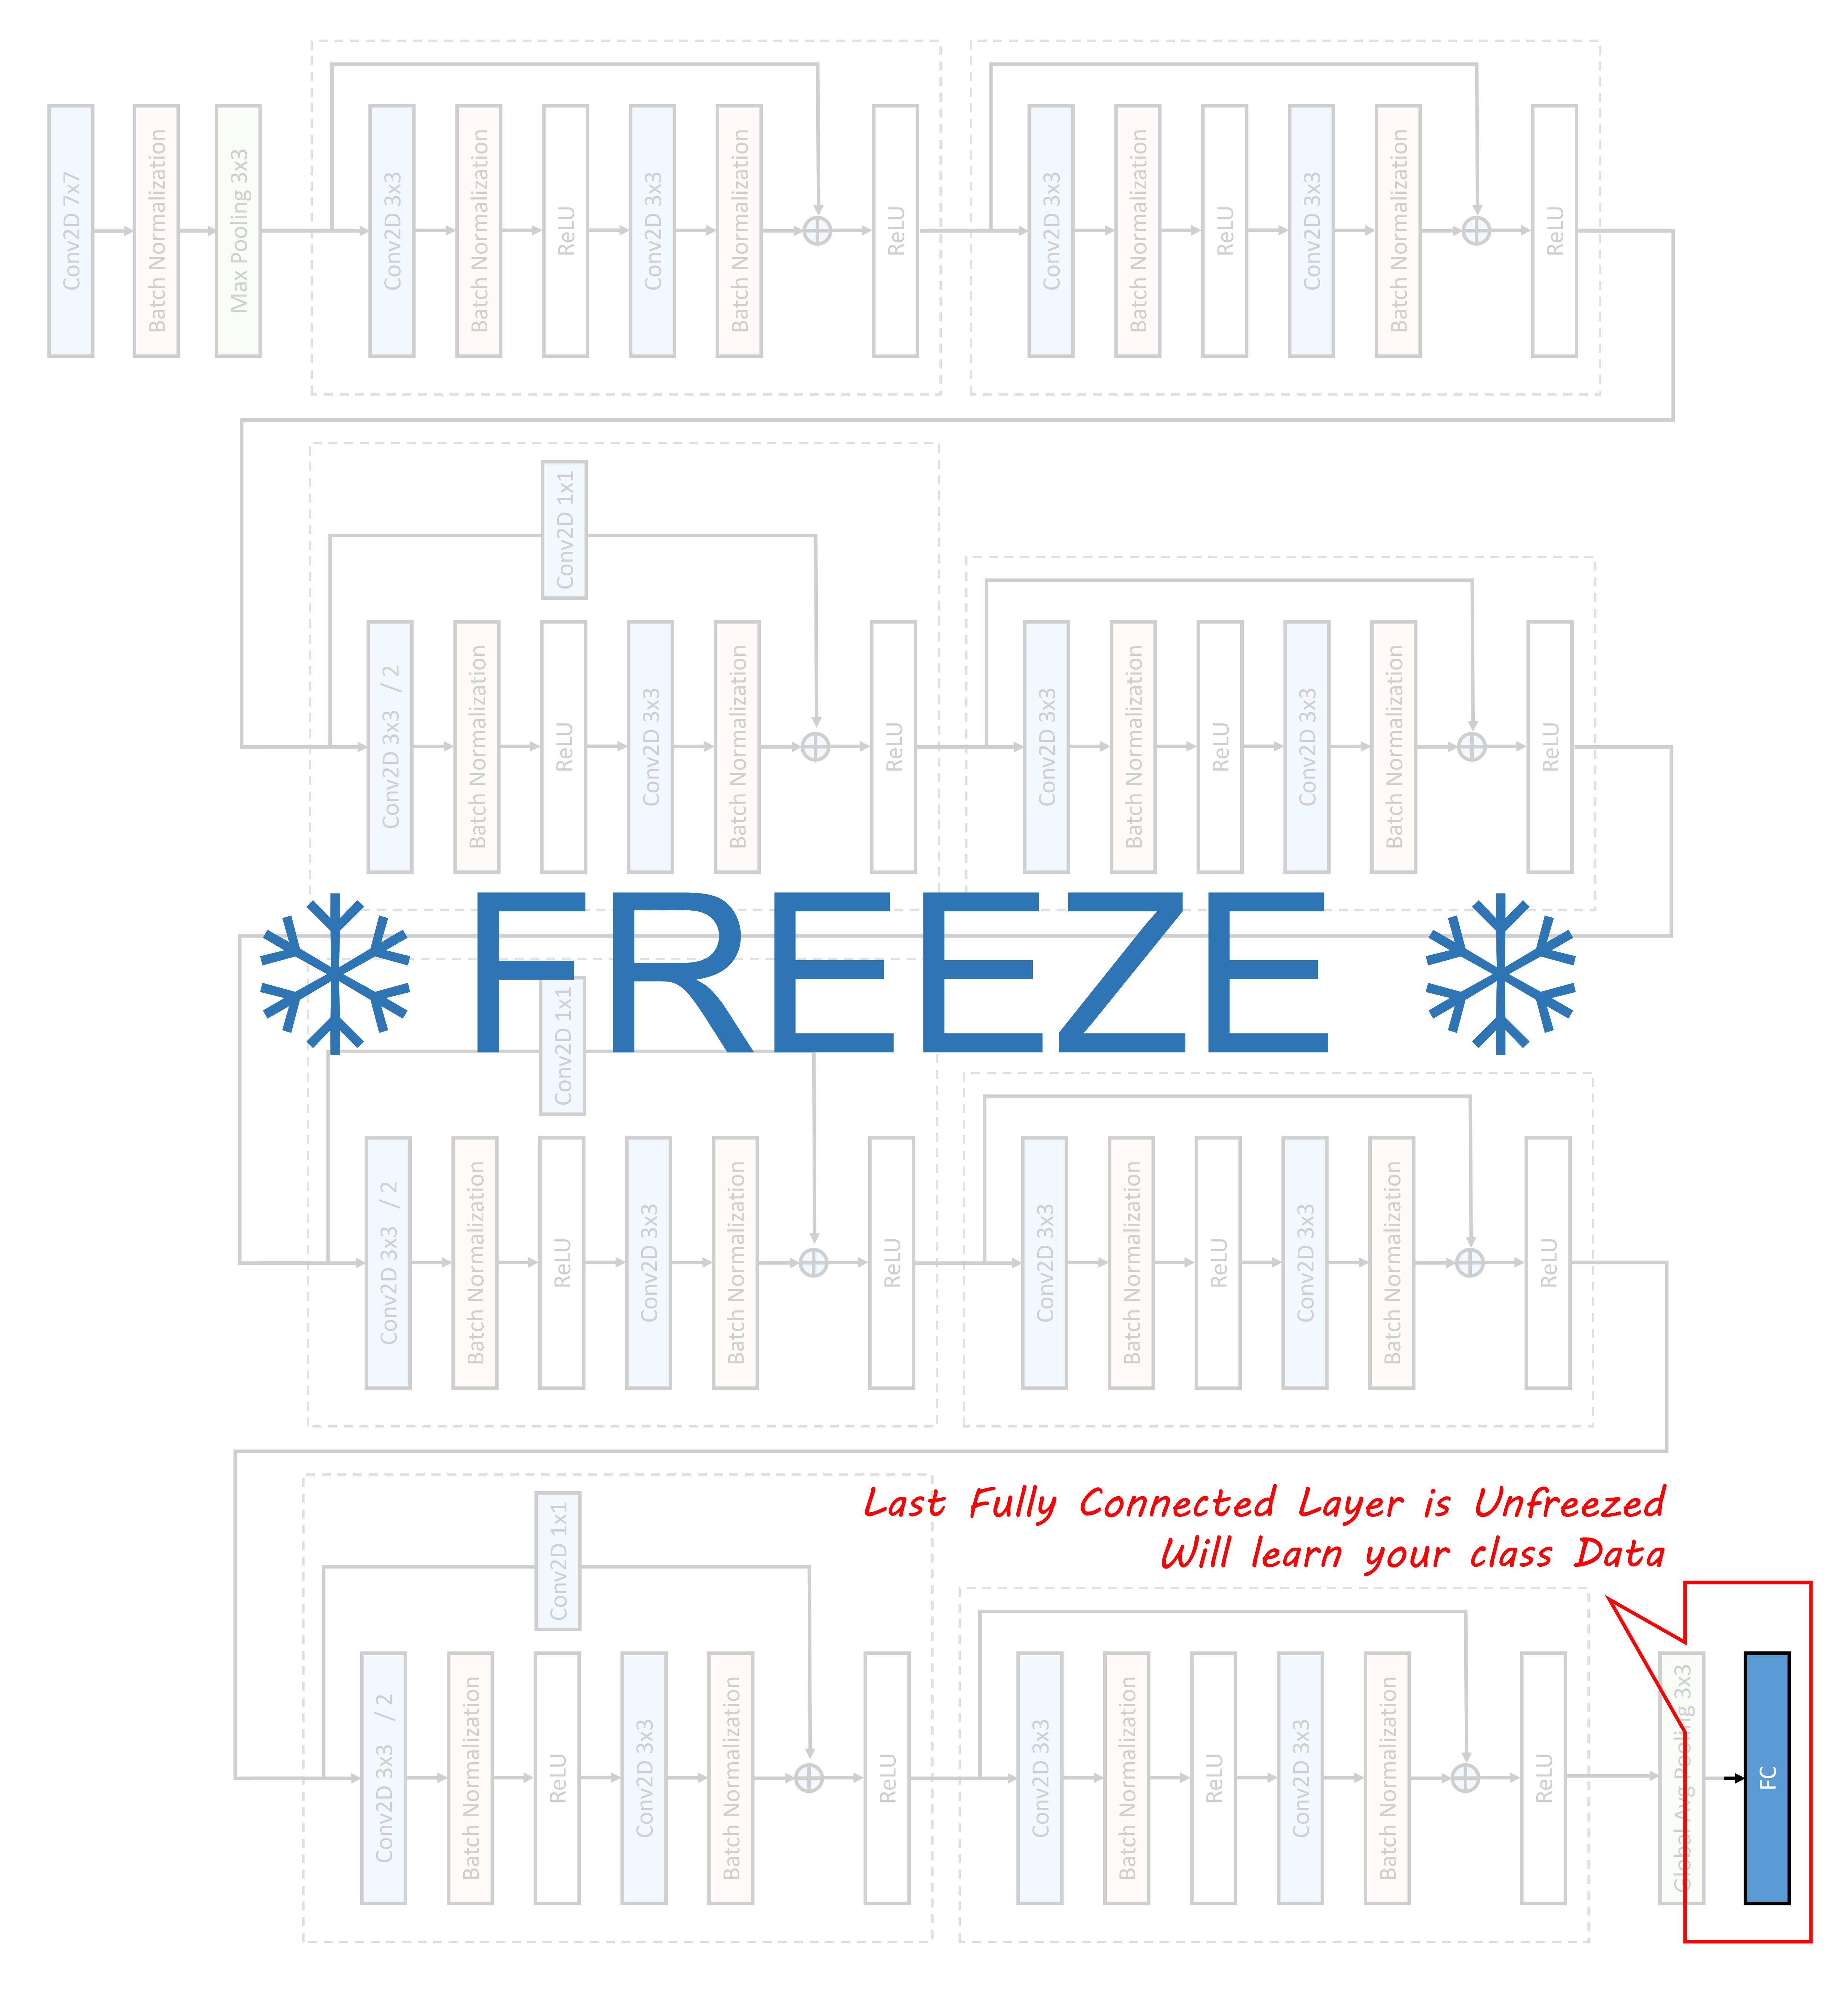 Conv2D 7x7
Batch Normalization
Max Pooling 3x3
Conv2D 3x3
Batch Normalization
ReLU
Conv2D 3x3
Batch Normalization
ReLU
Conv2D 3x3
Batch Normalization
ReLU
Conv2D 3x3
Batch Normalization
ReLU
Conv2D 1x1
Conv2D 3x3 / 2
Batch Normalization
ReLU
Conv2D 3x3
Batch Normalization
ReLU
Conv2D 3x3
Batch Normalization
ReLU
Conv2D 3x3
Batch Normalization
ReLU
FREEZE
Conv2D 1x1
Conv2D 3x3 / 2
Batch Normalization
ReLU
Conv2D 3x3
Batch Normalization
ReLU
Conv2D 3x3
Batch Normalization
ReLU
Conv2D 3x3
Batch Normalization
ReLU
Last Fully Connected Layer is Unfreezed
Will learn your class Data
Conv2D 1x1
Conv2D 3x3 / 2
Batch Normalization
ReLU
Conv2D 3x3
Batch Normalization
ReLU
Conv2D 3x3
Batch Normalization
ReLU
Conv2D 3x3
Batch Normalization
ReLU
Global Avg Pooling 3x3
FC